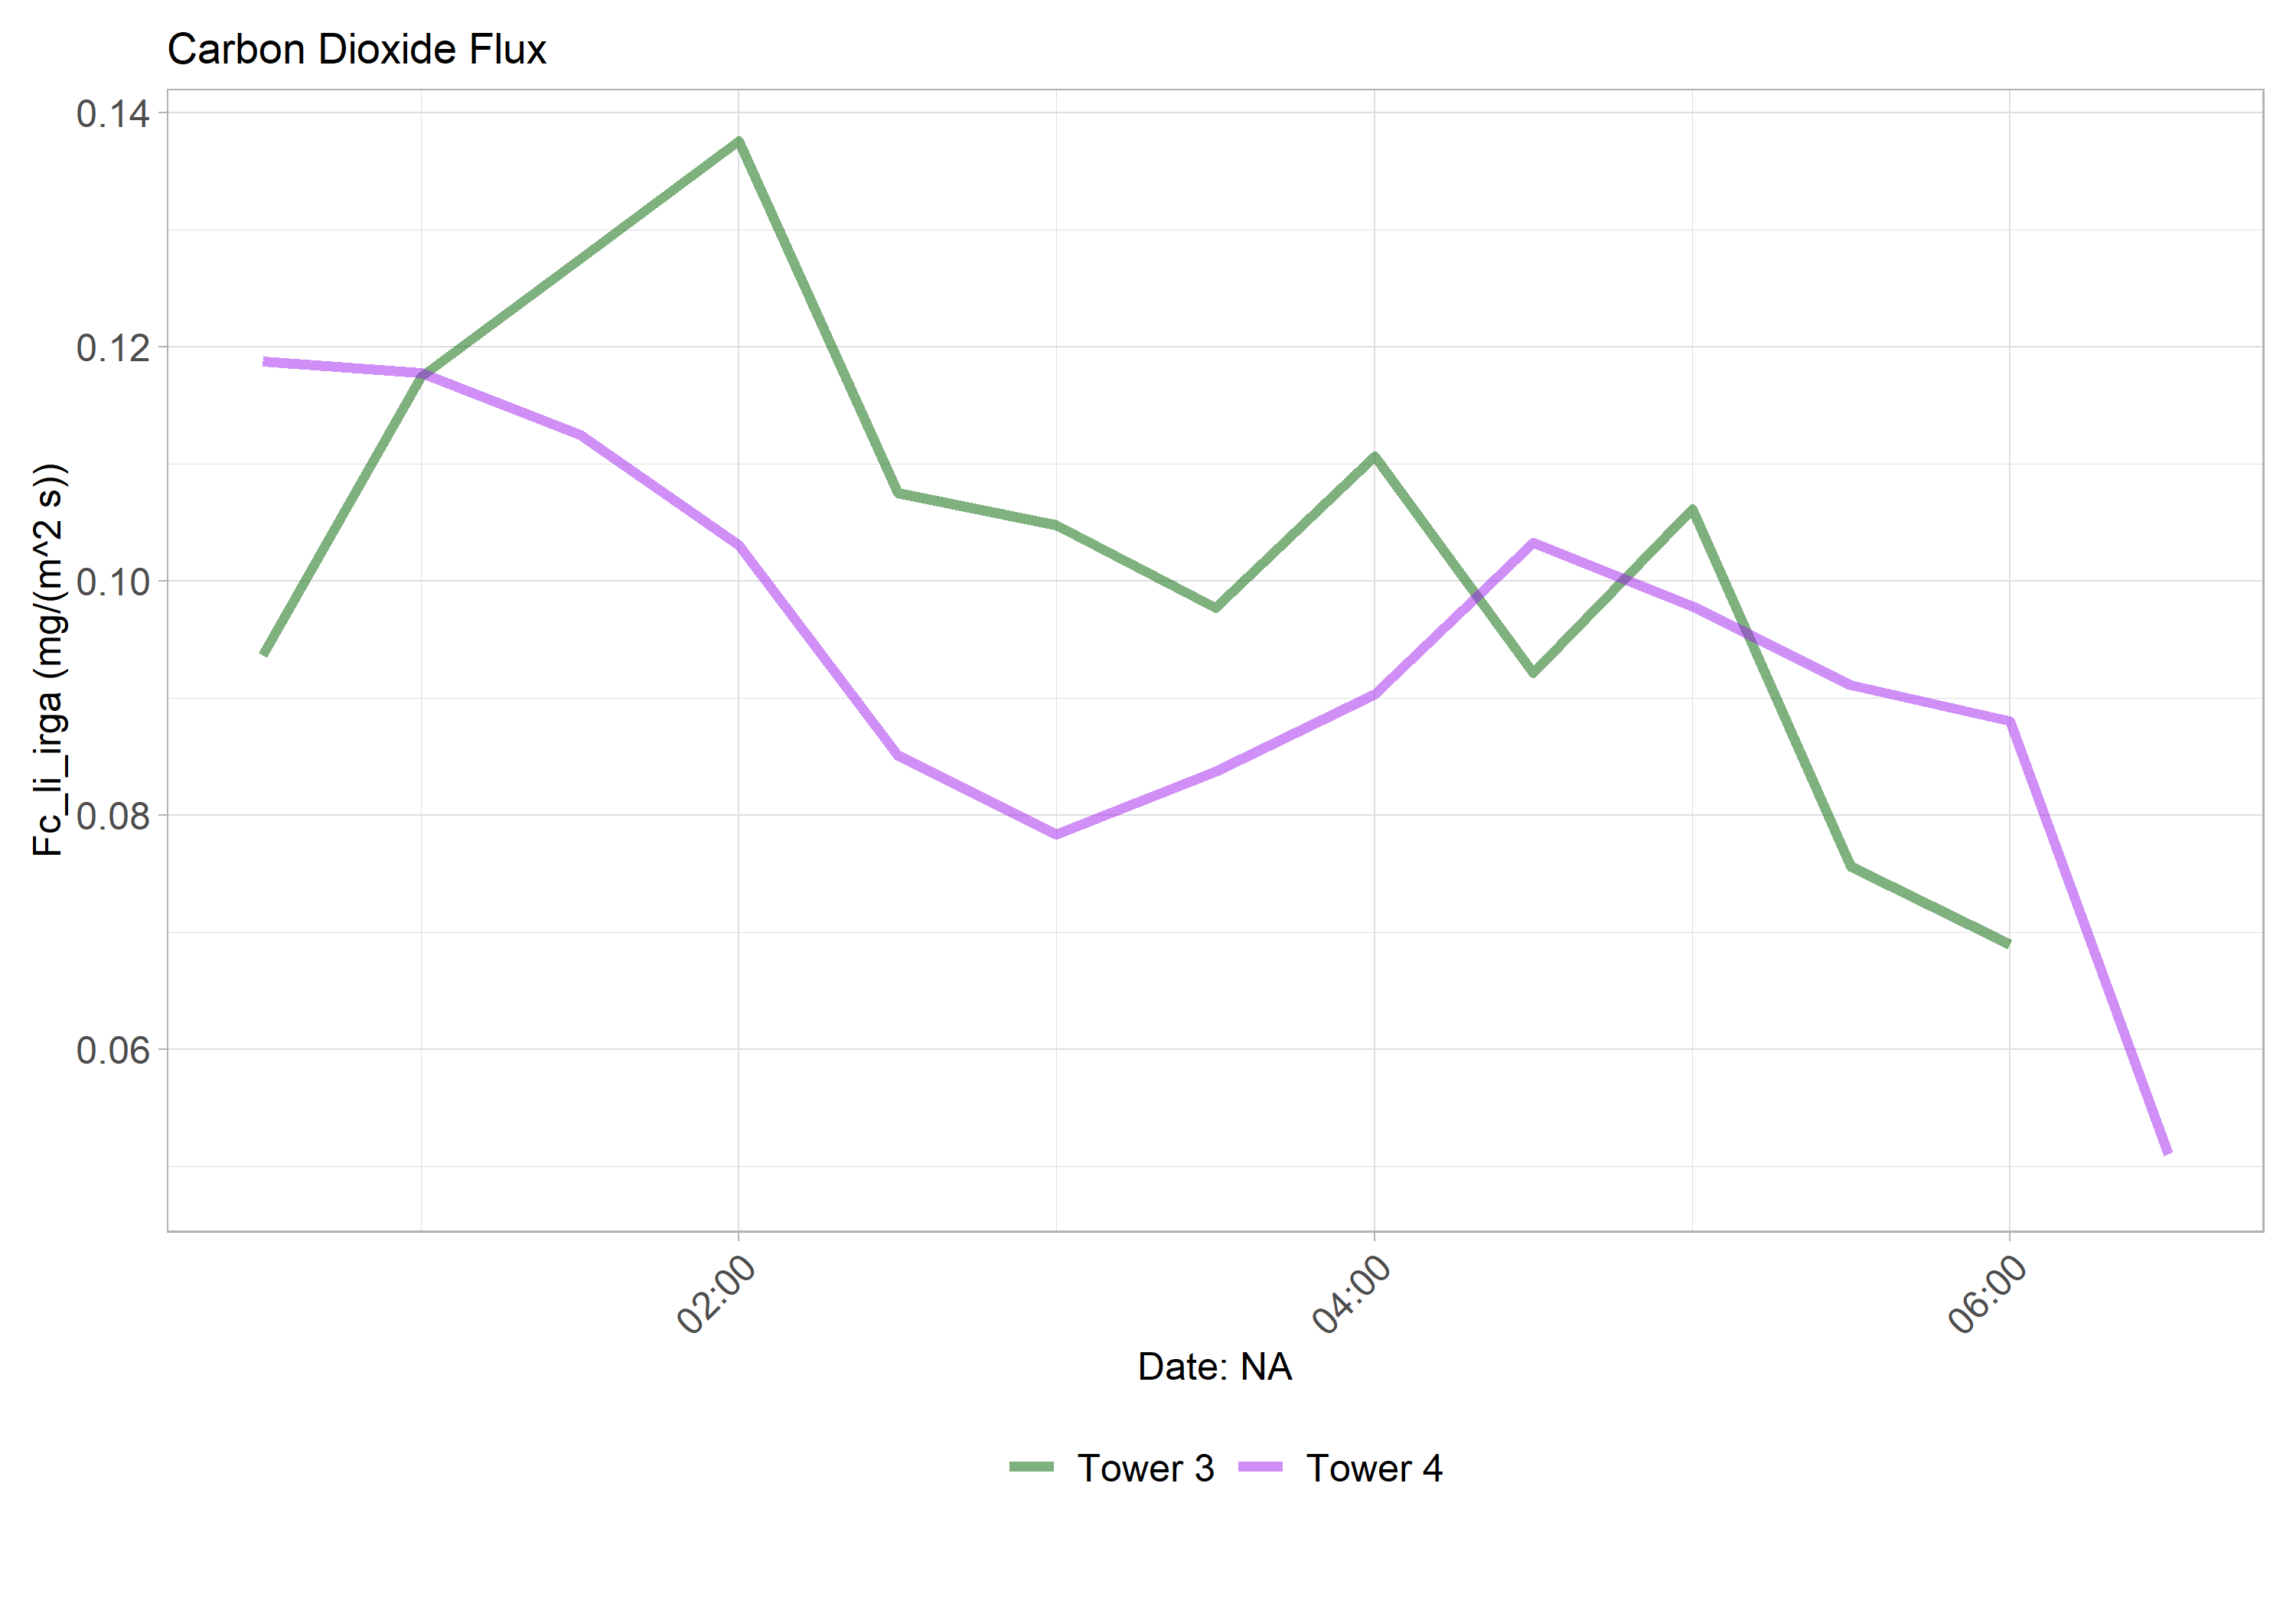 Carbon Dioxide Flux
Fc_li_irga (mg/(m^2 s))
0.14
0.12
0.10
0.08
0.06
02:00
04:00
06:00
Date: NA
Tower 3
Tower 4